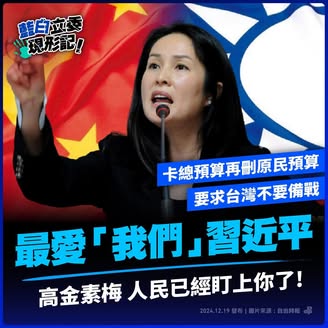 藍白立委
現形記!
卡總預算再刪原民預算
要求台灣不要備戰
最愛「我們」習近平
高金素梅 人民已經盯上你了!
2024.12.19 發布 | 圖片來源:自由時報